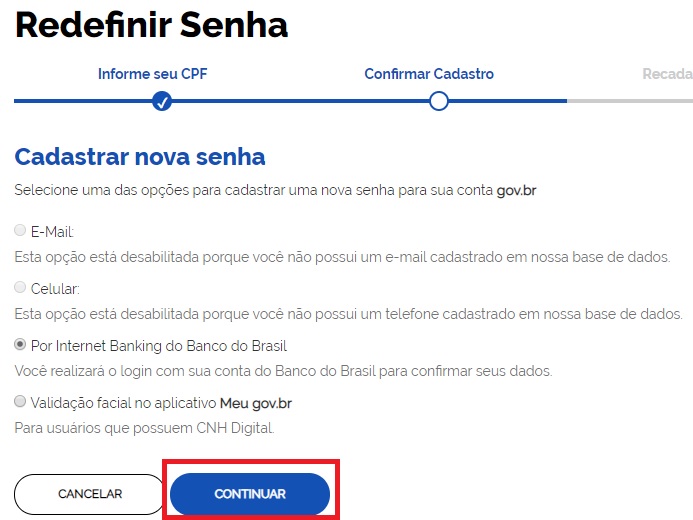 Redefinir Senha
Informe seu CPF
Confirmar Cadastro
Recada
Cadastrar nova senha
Selecione uma das opções para cadastrar uma nova senha para sua conta gov.br
E-Mail:
Esta opção está desabilitada porque você não possui um e-mail cadastrado em nossa base de dados.
Celular:
Esta opção está desabilitada porque você não possui um telefone cadastrado em nossa base de dados.
Por Internet Banking do Banco do Brasil
Você realizará o login com sua conta do Banco do Brasil para confirmar seus dados.
Validação facial no aplicativo Meu gov.br
Para usuários que possuem CNH Digital.
CANCELAR
CONTINUAR